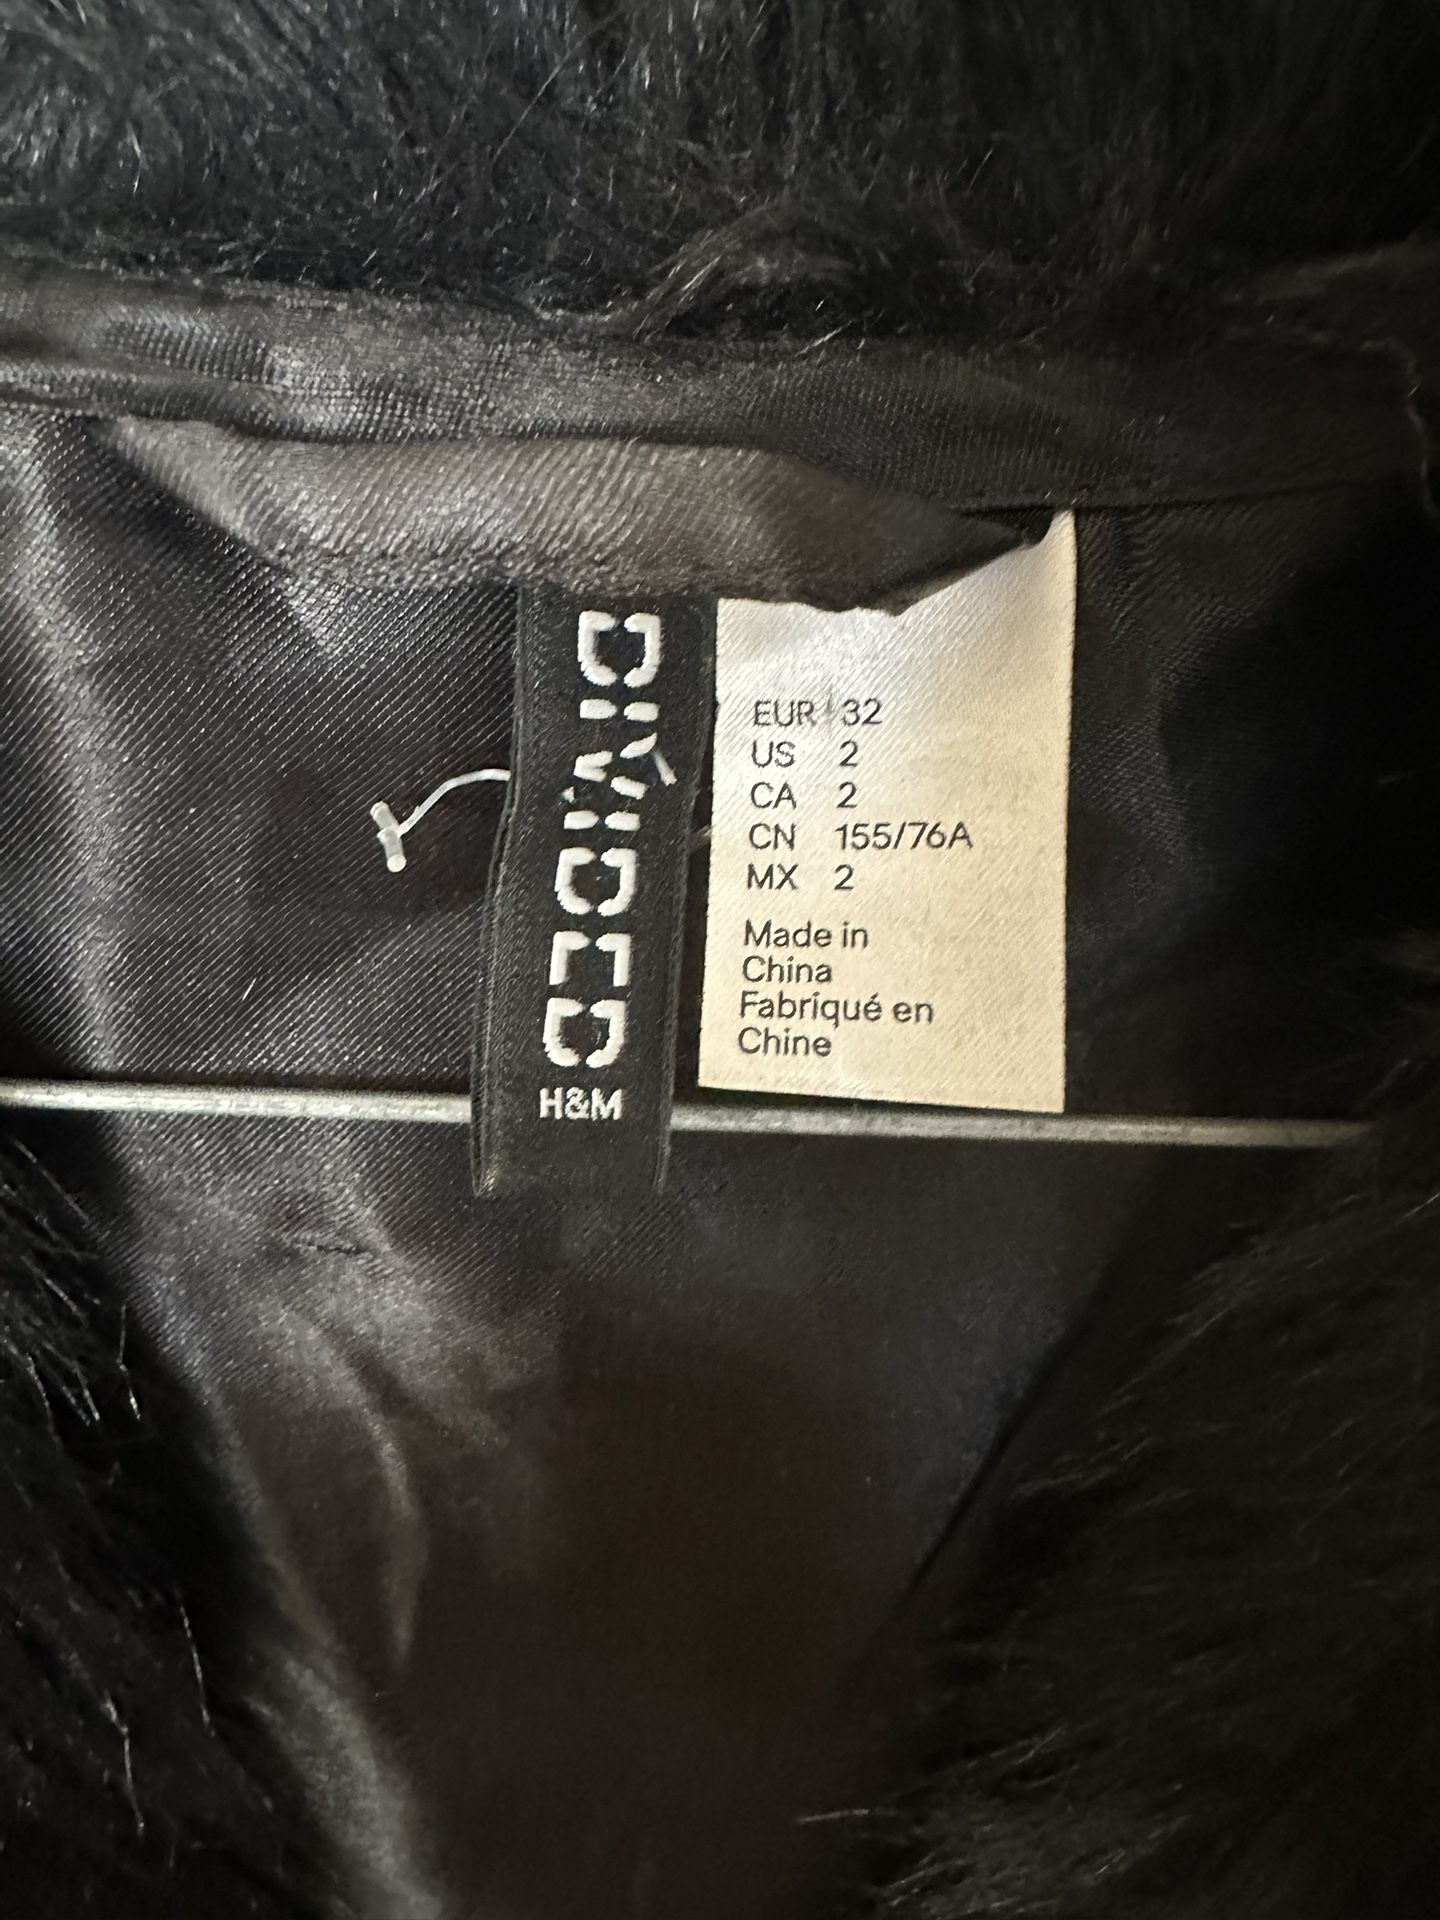 DIVIDED
H&M
EUR 32
US 2
CA 2
CN 155/76A
MX 2
Made in
China
Fabriqué en
Chine